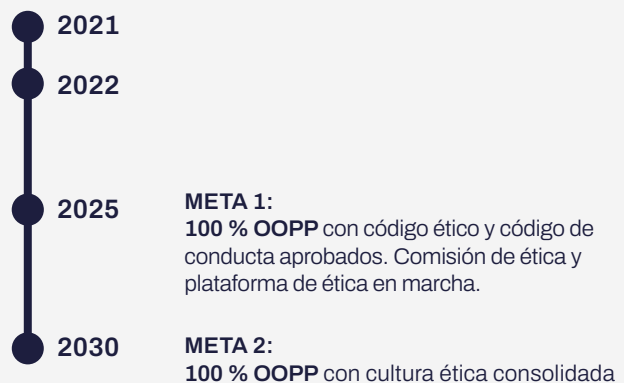 2021
2022
2025
META 1:
100 % OOPP con código ético y código de
conducta aprobados. Comisión de ética y
plataforma de ética en marcha.
2030
META 2:
100 % OOPP con cultura ética consolidada